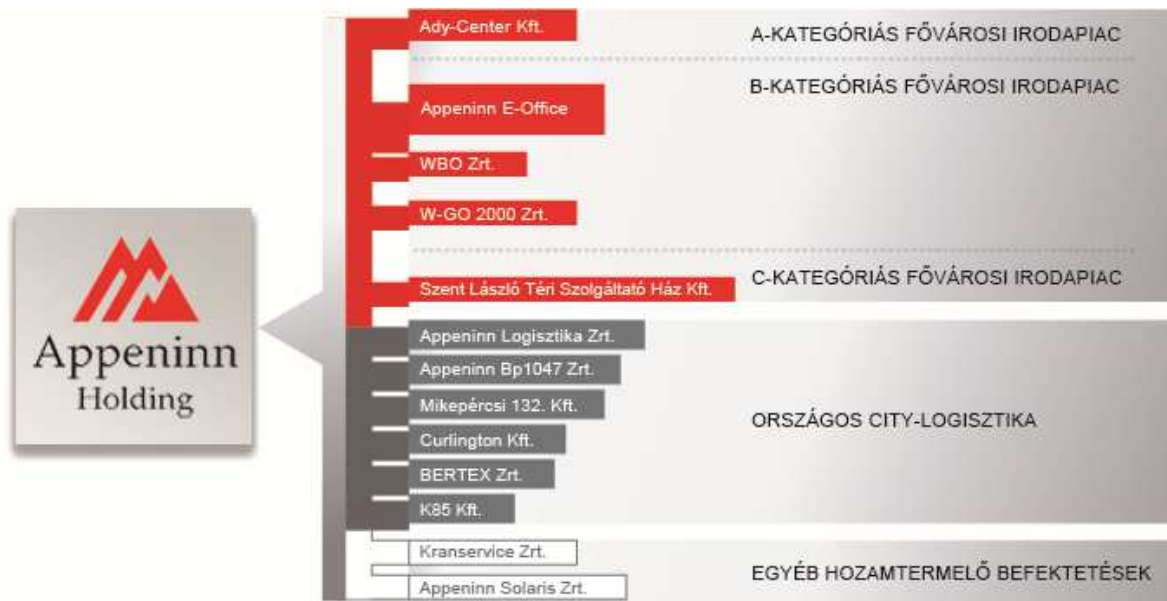 Appeninn
Holding
Ady-Center Kft.
A-KATEGÓRIÁS FŐVÁROSI IRODAPIAC
Appeninn E-Office
B-KATEGÓRIÁS FŐVÁROSI IRODAPIAC
WBO Zrt.
W-GO 2000 Zrt.
Szent László Téri Szolgáltató Ház Kft.
C-KATEGÓRIÁS FŐVÁROSI IRODAPIAC
Appeninn Logisztika Zrt.
Appeninn Bp1047 Zrt.
Mikepércsi 132. Kft.
Curlington Kft.
BERTEX Zrt.
K85 Kft.
ORSZÁGOS CITY-LOGISZTIKA
Kranservice Zrt.
Appeninn Solaris Zrt.
EGYÉB HOZAMTERMELŐ BEFEKTETÉSEK